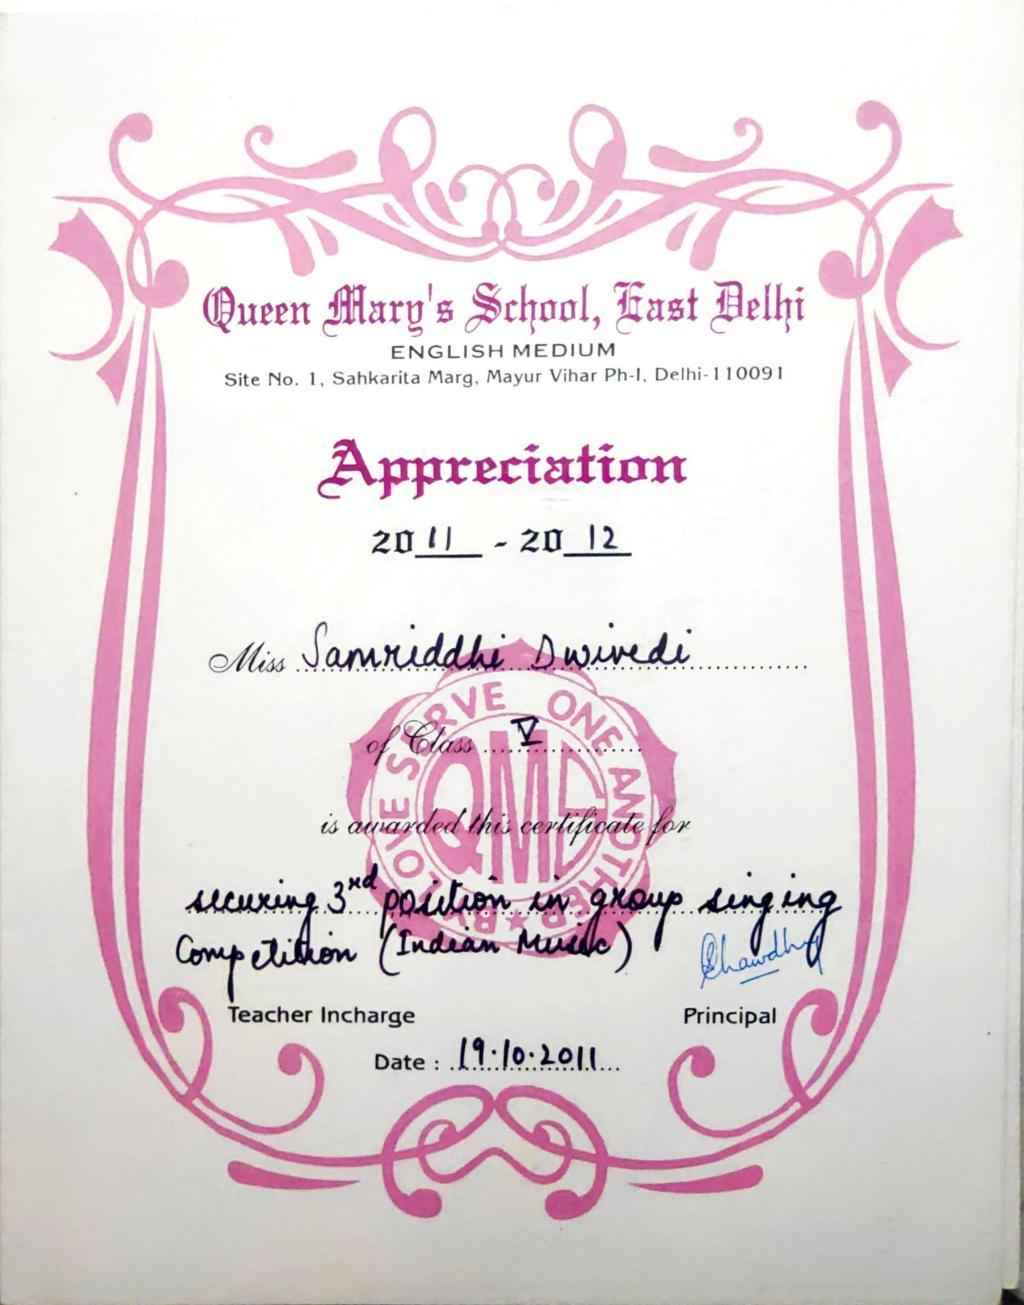 Queen Mary's School, East Delhi
ENGLISH MEDIUM
Site No. 1, Sahkarita Marg, Mayur Vihar Ph-I, Delhi-110091
Appreciation
2011 - 2012
Miss Samriddhi Dwivedi
of Class V
BY LOVE SERVE ONE ANOTHER
QMS
is awarded this certificate for
securing 3rd position in group singing
Competition (Indian Music)
Teacher Incharge Principal
Date : 19.10.2011